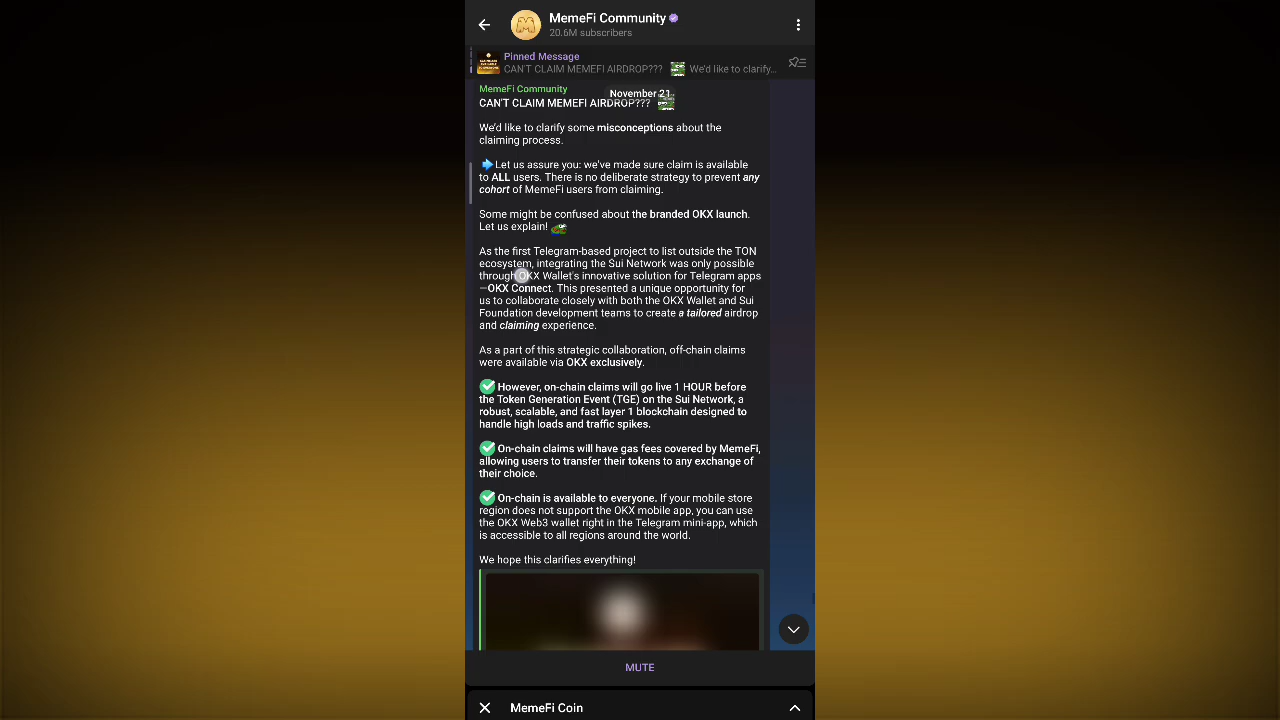 MemeFi Community
20.6M subscribers
Pinned Message
CAN'T CLAIM MEMEFI AIRDROP??? We'd like to clarify...
MemeFi Community
November 21
CAN'T CLAIM MEMEFI AIRDROP???
We'd like to clarify some misconceptions about the
claiming process.
Let us assure you: we've made sure claim is available
to ALL users. There is no deliberate strategy to prevent any
cohort of MemeFi users from claiming.
Some might be confused about the branded OKX launch.
Let us explain!
As the first Telegram-based project to list outside the TON
ecosystem, integrating the Sui Network was only possible
through OKX Wallet's innovative solution for Telegram apps
—OKX Connect. This presented a unique opportunity for
us to collaborate closely with both the OKX Wallet and Sui
Foundation development teams to create a tailored airdrop
and claiming experience.
As a part of this strategic collaboration, off-chain claims
were available via OKX exclusively.
However, on-chain claims will go live 1 HOUR before
the Token Generation Event (TGE) on the Sui Network, a
robust, scalable, and fast layer 1 blockchain designed to
handle high loads and traffic spikes.
On-chain claims will have gas fees covered by MemeFi,
allowing users to transfer their tokens to any exchange of
their choice.
On-chain is available to everyone. If your mobile store
region does not support the OKX mobile app, you can use
the OKX Web3 wallet right in the Telegram mini-app, which
is accessible to all regions around the world.
We hope this clarifies everything!
MUTE
MemeFi Coin